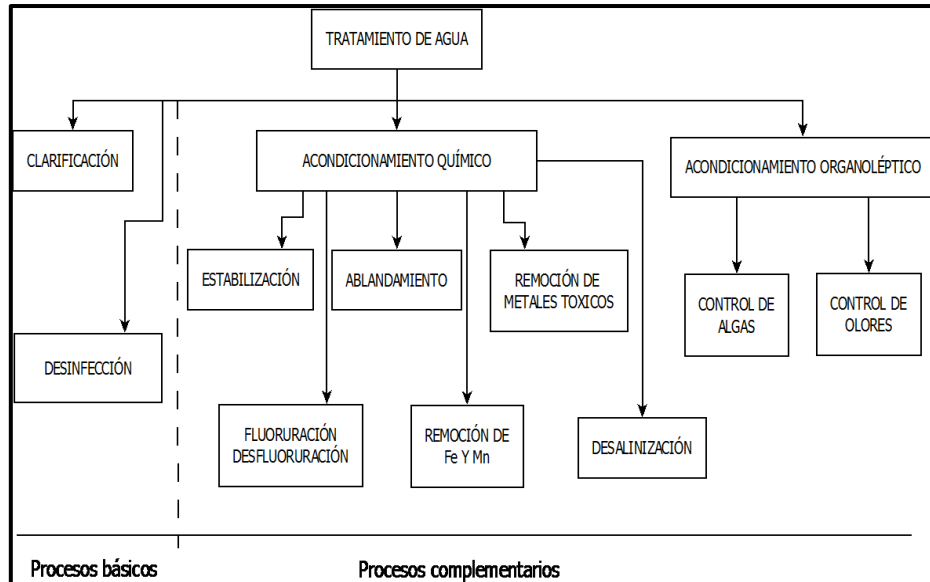 TRATAMIENTO DE AGUA
CLARIFICACIÓN
ACONDICIONAMIENTO QUÍMICO
ACONDICIONAMIENTO ORGANOLÉPTICO
ESTABILIZACIÓN
ABLANDAMIENTO
REMOCIÓN DE
METALES TOXICOS
CONTROL DE
ALGAS
CONTROL DE
OLORES
DESINFECCIÓN
FLUORURACIÓN
DESFLUORURACIÓN
REMOCIÓN DE
Fe Y Mn
DESALINIZACIÓN
Procesos básicos
Procesos complementarios